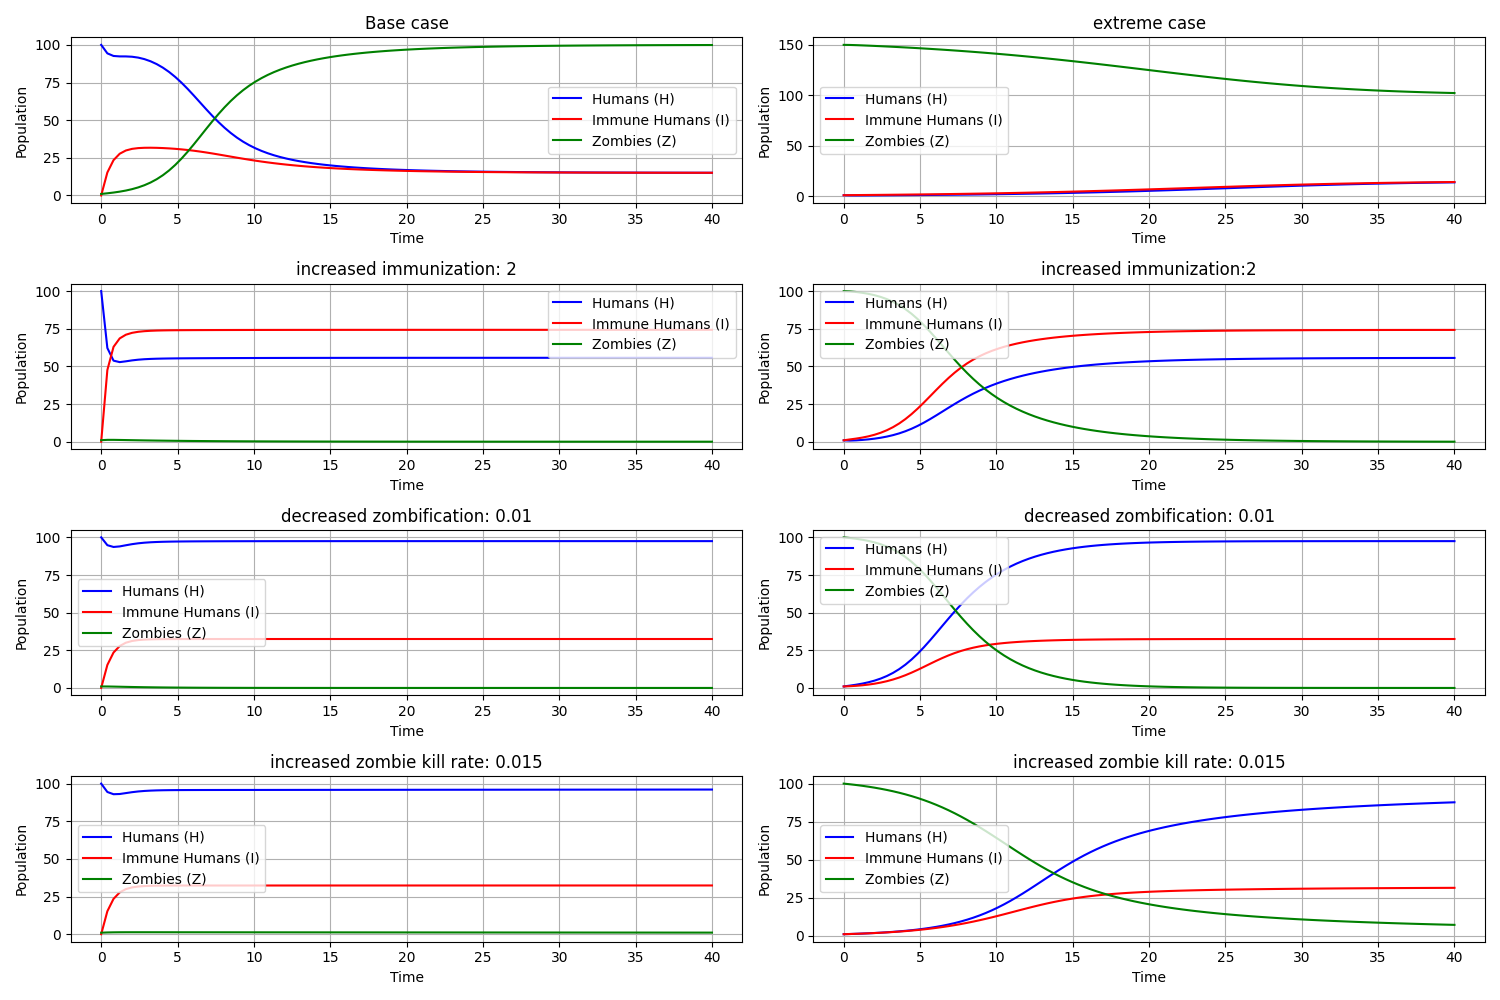 Base case
100
75
50
25
0
Population
Humans (H)
Immune Humans (I)
Zombies (Z)
0 5 10 15 20 25 30 35 40
Time
extreme case
150
100
50
0
Population
Humans (H)
Immune Humans (I)
Zombies (Z)
0 5 10 15 20 25 30 35 40
Time
increased immunization: 2
100
75
50
25
0
Population
Humans (H)
Immune Humans (I)
Zombies (Z)
0 5 10 15 20 25 30 35 40
Time
increased immunization:2
100
75
50
25
0
Population
Humans (H)
Immune Humans (I)
Zombies (Z)
0 5 10 15 20 25 30 35 40
Time
decreased zombification: 0.01
100
75
50
25
0
Population
Humans (H)
Immune Humans (I)
Zombies (Z)
0 5 10 15 20 25 30 35 40
Time
decreased zombification: 0.01
100
75
50
25
0
Population
Humans (H)
Immune Humans (I)
Zombies (Z)
0 5 10 15 20 25 30 35 40
Time
increased zombie kill rate: 0.015
100
75
50
25
0
Population
Humans (H)
Immune Humans (I)
Zombies (Z)
0 5 10 15 20 25 30 35 40
Time
increased zombie kill rate: 0.015
100
75
50
25
0
Population
Humans (H)
Immune Humans (I)
Zombies (Z)
0 5 10 15 20 25 30 35 40
Time